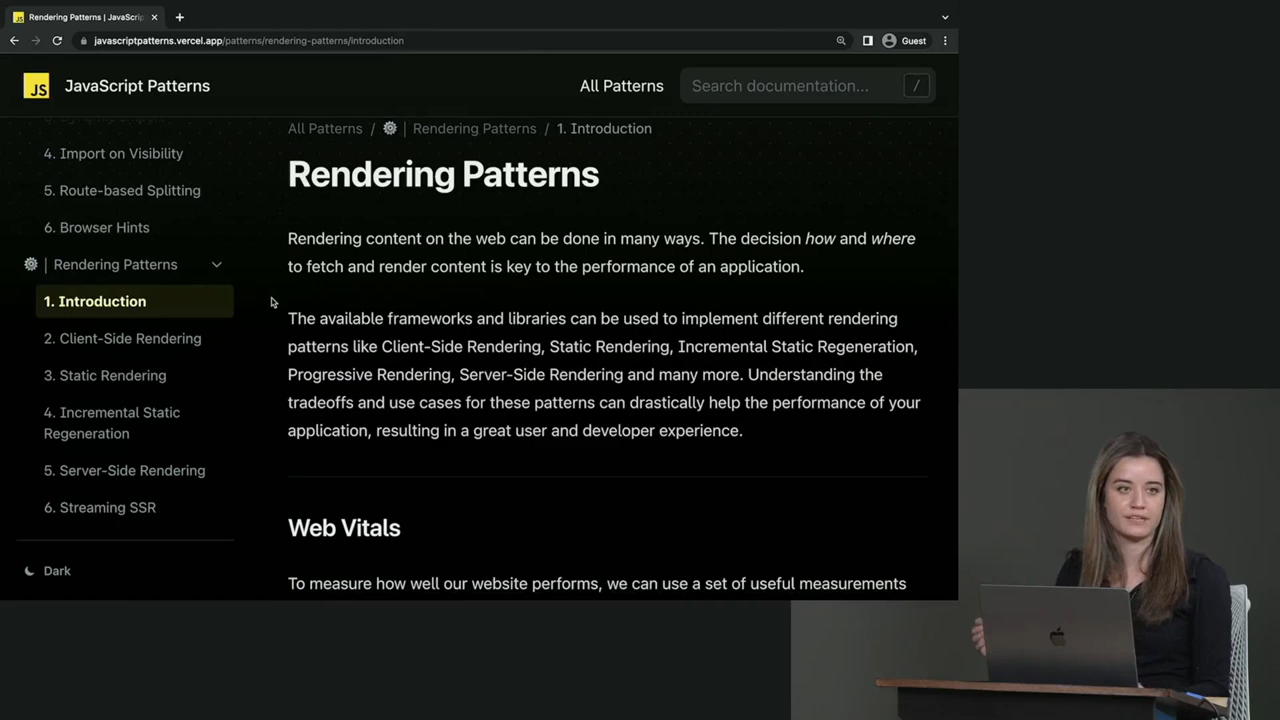 Rendering Patterns | JavaScrip
javascriptpatterns.vercel.app/patterns/rendering-patterns/introduction
Guest
JS
JavaScript Patterns
All Patterns
Search documentation...
/
4. Import on Visibility
5. Route-based Splitting
6. Browser Hints
| Rendering Patterns
1. Introduction
2. Client-Side Rendering
3. Static Rendering
4. Incremental Static
Regeneration
5. Server-Side Rendering
6. Streaming SSR
Dark
All Patterns / | Rendering Patterns / 1. Introduction
Rendering Patterns
Rendering content on the web can be done in many ways. The decision how and where
to fetch and render content is key to the performance of an application.
The available frameworks and libraries can be used to implement different rendering
patterns like Client-Side Rendering, Static Rendering, Incremental Static Regeneration,
Progressive Rendering, Server-Side Rendering and many more. Understanding the
tradeoffs and use cases for these patterns can drastically help the performance of your
application, resulting in a great user and developer experience.
Web Vitals
To measure how well our website performs, we can use a set of useful measurements